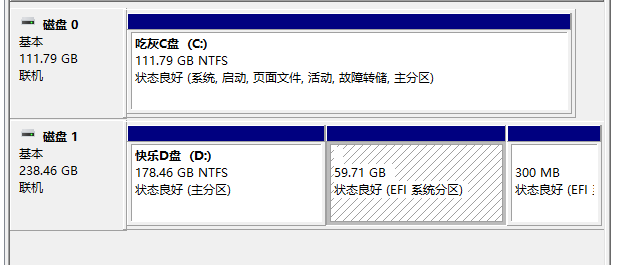 磁盘 0
基本
111.79 GB
联机
吃灰C盘 (C:)
111.79 GB NTFS
状态良好 (系统, 启动, 页面文件, 活动, 故障转储, 主分区)
磁盘 1
基本
238.46 GB
联机
快乐D盘 (D:)
178.46 GB NTFS
状态良好 (主分区)
59.71 GB
状态良好 (EFI 系统分区)
300 MB
状态良好 (EFI